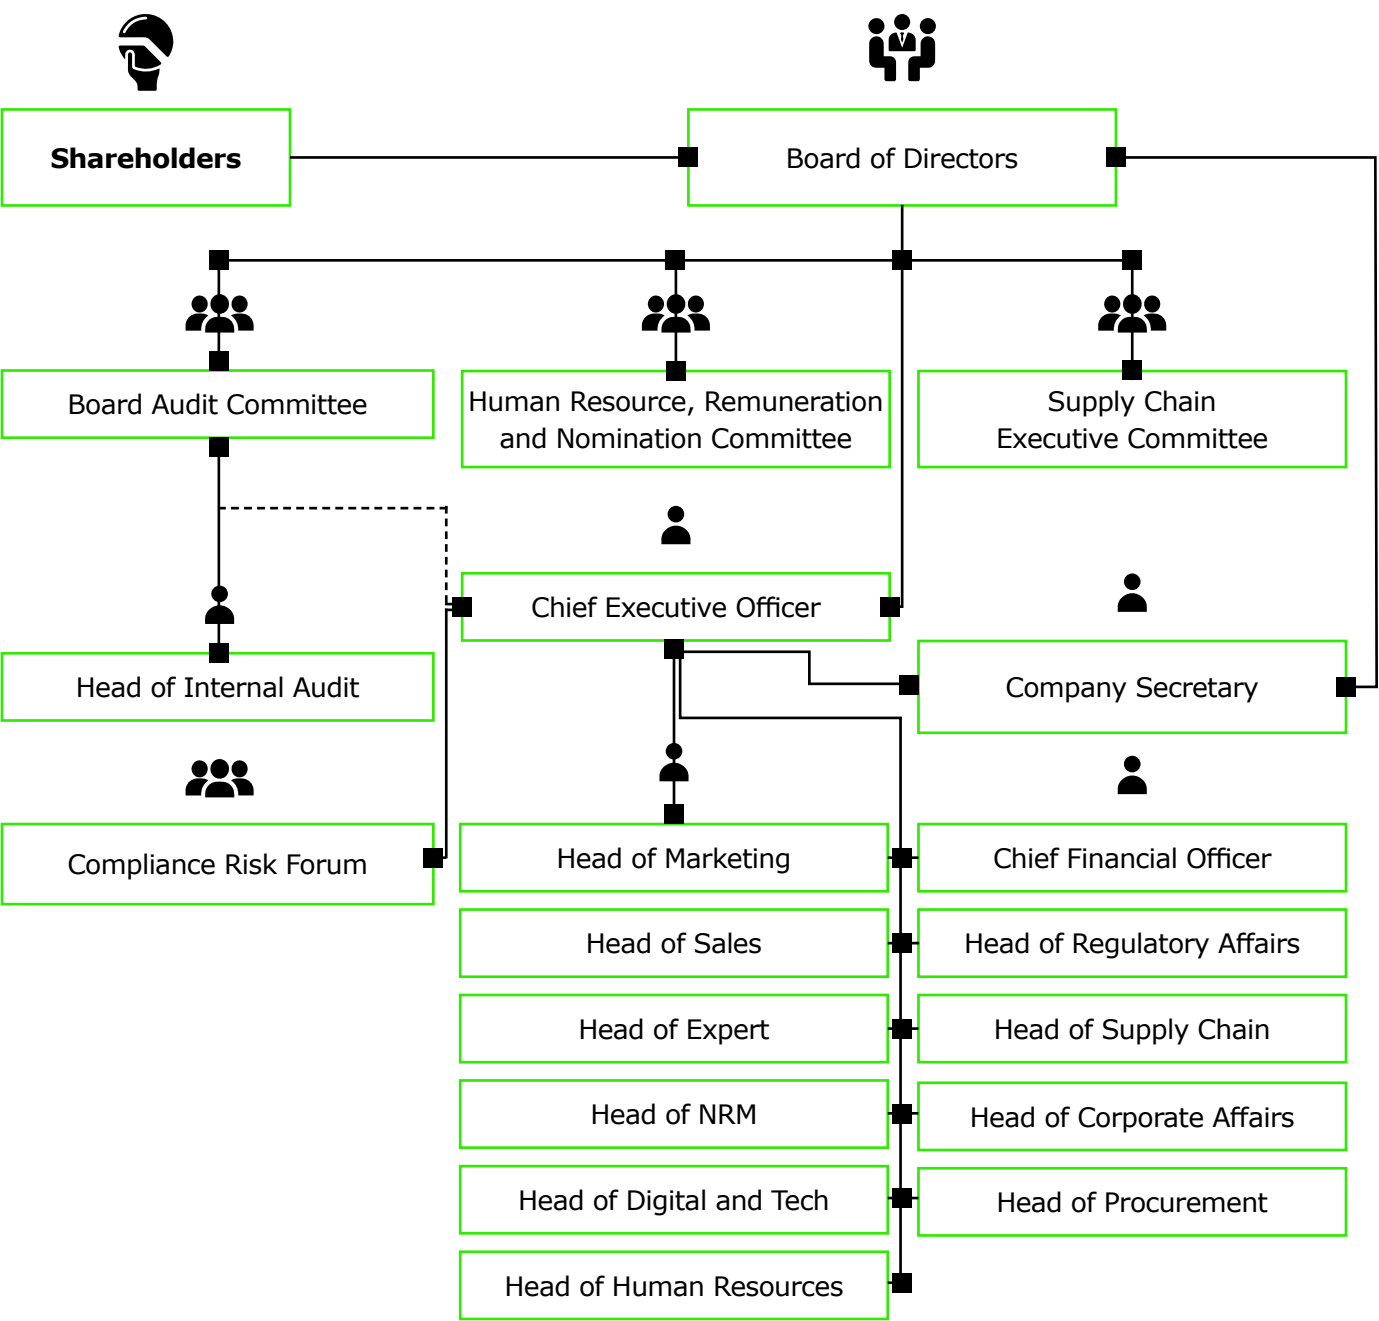 Shareholders
Board of Directors
Board Audit Committee
Human Resource, Remuneration
and Nomination Committee
Supply Chain
Executive Committee
Chief Executive Officer
Head of Internal Audit
Company Secretary
Compliance Risk Forum
Head of Marketing
Chief Financial Officer
Head of Sales
Head of Regulatory Affairs
Head of Expert
Head of Supply Chain
Head of NRM
Head of Corporate Affairs
Head of Digital and Tech
Head of Procurement
Head of Human Resources